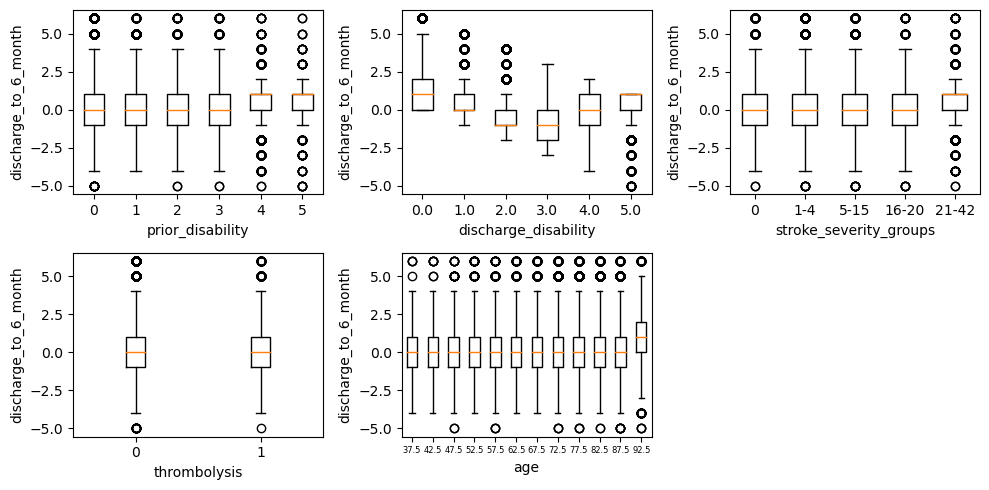 discharge_to_6_month
5.0
2.5
0.0
−2.5
−5.0
0 1 2 3 4 5
prior_disability
discharge_to_6_month
5.0
2.5
0.0
−2.5
−5.0
0.0 1.0 2.0 3.0 4.0 5.0
discharge_disability
discharge_to_6_month
5.0
2.5
0.0
−2.5
−5.0
0 1-4 5-15 16-20 21-42
stroke_severity_groups
discharge_to_6_month
5.0
2.5
0.0
−2.5
−5.0
0 1
thrombolysis
discharge_to_6_month
5.0
2.5
0.0
−2.5
−5.0
37.5 42.5 47.5 52.5 57.5 62.5 67.5 72.5 77.5 82.5 87.5 92.5
age